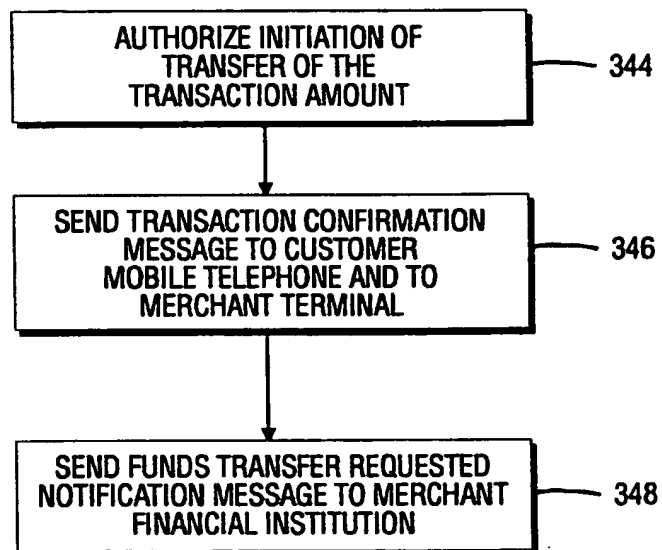 AUTHORIZE INITIATION OF
TRANSFER OF THE
TRANSACTION AMOUNT
344
SEND TRANSACTION CONFIRMATION
MESSAGE TO CUSTOMER
MOBILE TELEPHONE AND TO
MERCHANT TERMINAL
346
SEND FUNDS TRANSFER REQUESTED
NOTIFICATION MESSAGE TO MERCHANT
FINANCIAL INSTITUTION
348